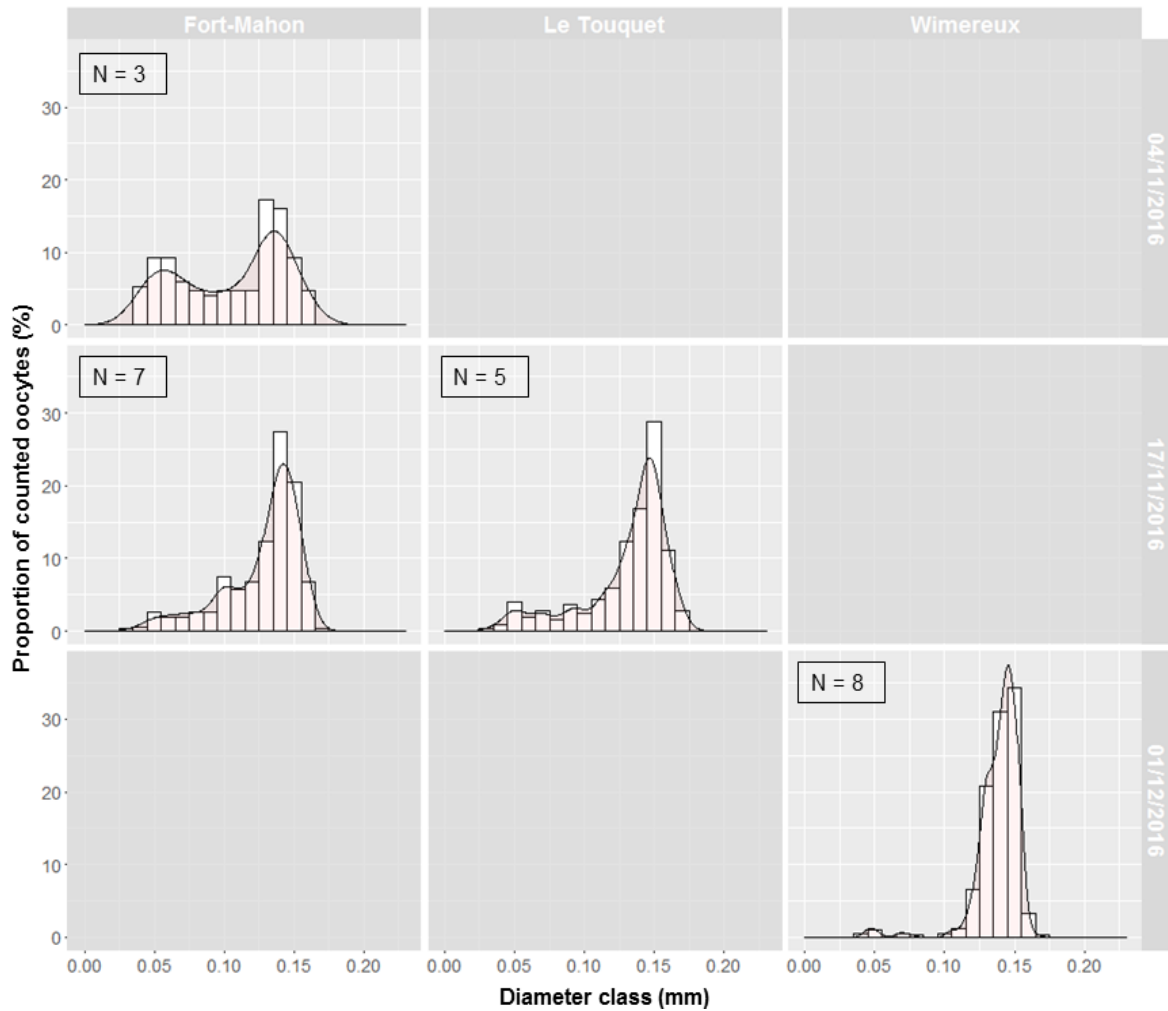 Fort-Mahon Le Touquet Wimereux
N = 3
30
20
10
0
04/11/2016
N = 7 N = 5
30
20
10
0
17/11/2016
N = 8
30
20
10
0
01/12/2016
Proportion of counted oocytes (%)
0.00 0.05 0.10 0.15 0.20 0.00 0.05 0.10 0.15 0.20 0.00 0.05 0.10 0.15 0.20
Diameter class (mm)